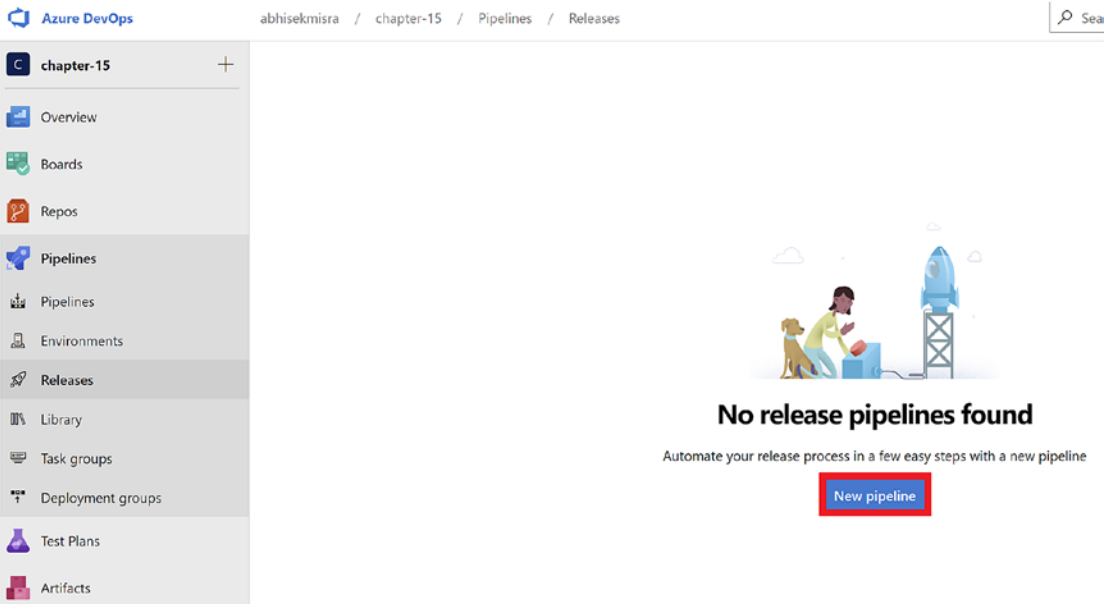 Azure DevOps
abhisekmisra / chapter-15 / Pipelines / Releases
C chapter-15
Overview
Boards
Repos
Pipelines
Pipelines
Environments
Releases
Library
Task groups
Deployment groups
Test Plans
Artifacts
No release pipelines found
Automate your release process in a few easy steps with a new pipeline
New pipeline